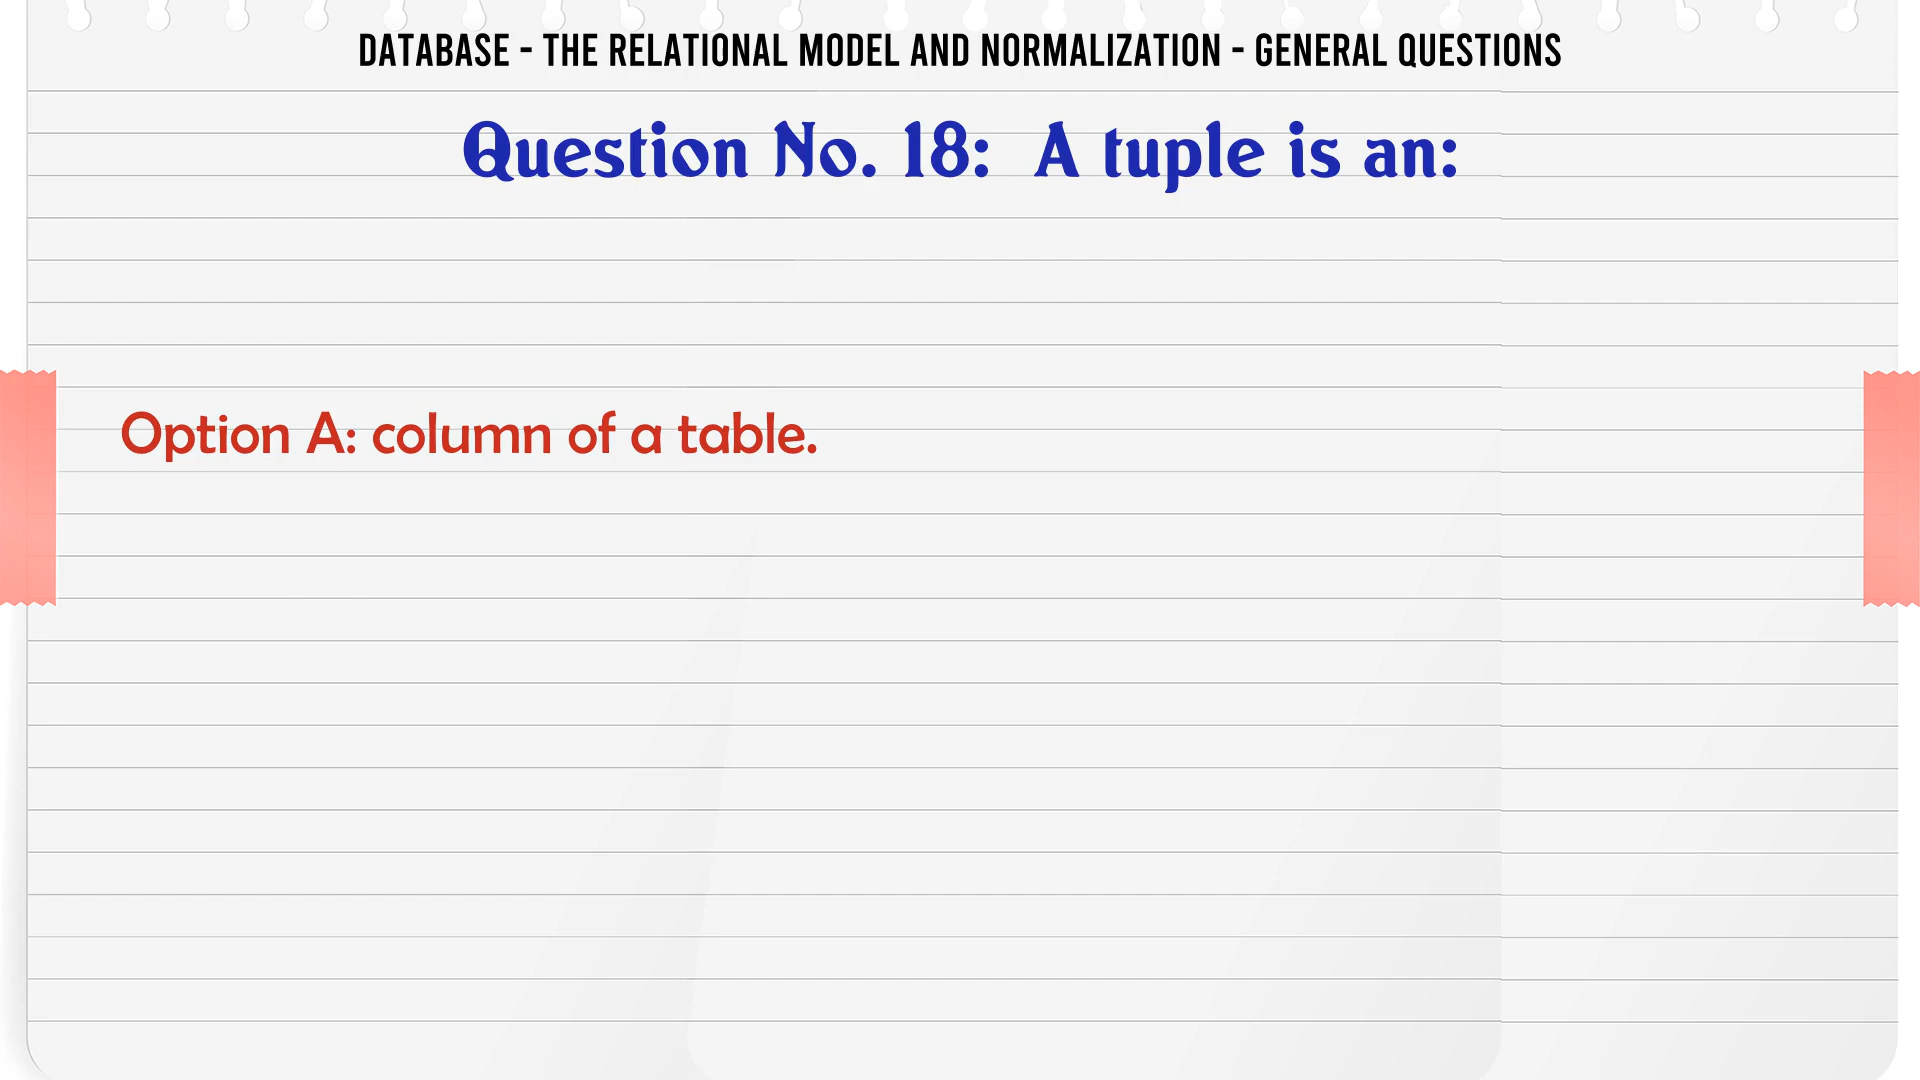 DATABASE - THE RELATIONAL MODEL AND NORMALIZATION - GENERAL QUESTIONS
Question No. 18: A tuple is an:
Option A: column of a table.